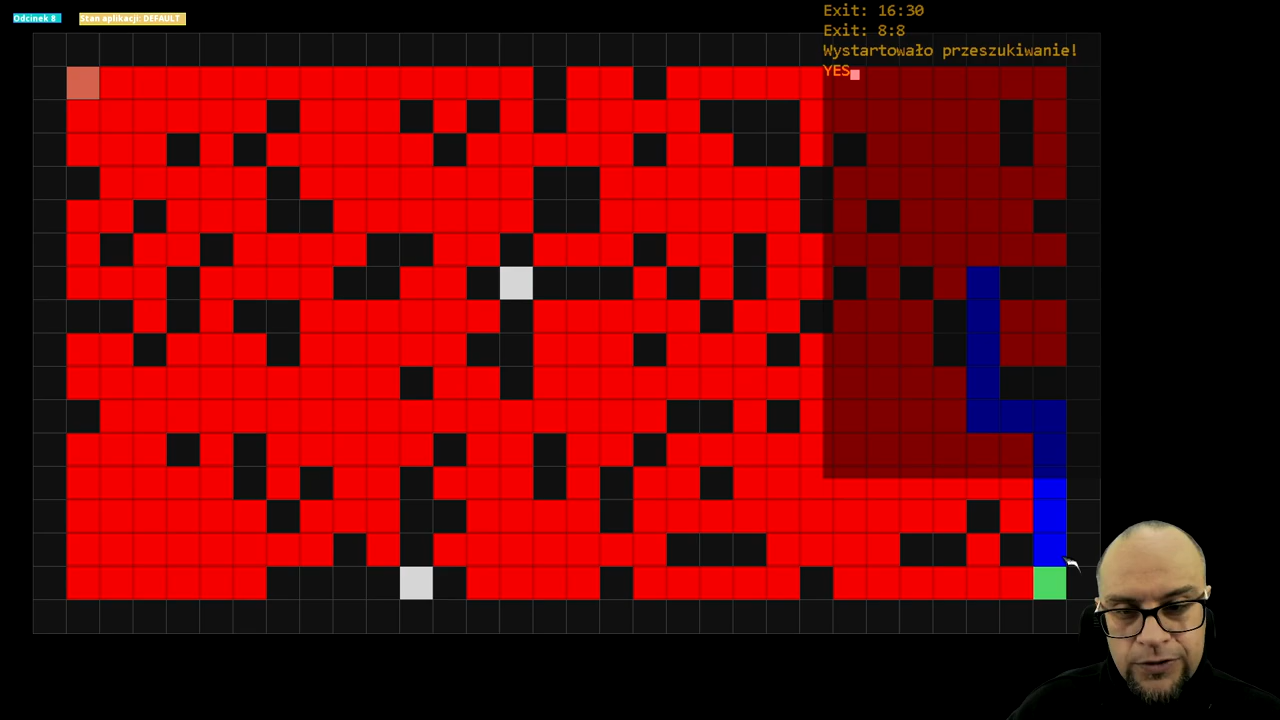 Odcinek 8
Stan aplikacji: DEFAULT
Exit: 16:30
Exit: 8:8
Wystartowało przeszukiwanie!
YES